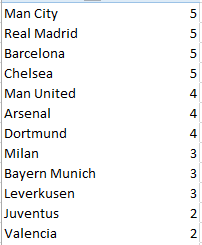 Man City 5
Real Madrid 5
Barcelona 5
Chelsea 5
Man United 4
Arsenal 4
Dortmund 4
Milan 3
Bayern Munich 3
Leverkusen 3
Juventus 2
Valencia 2